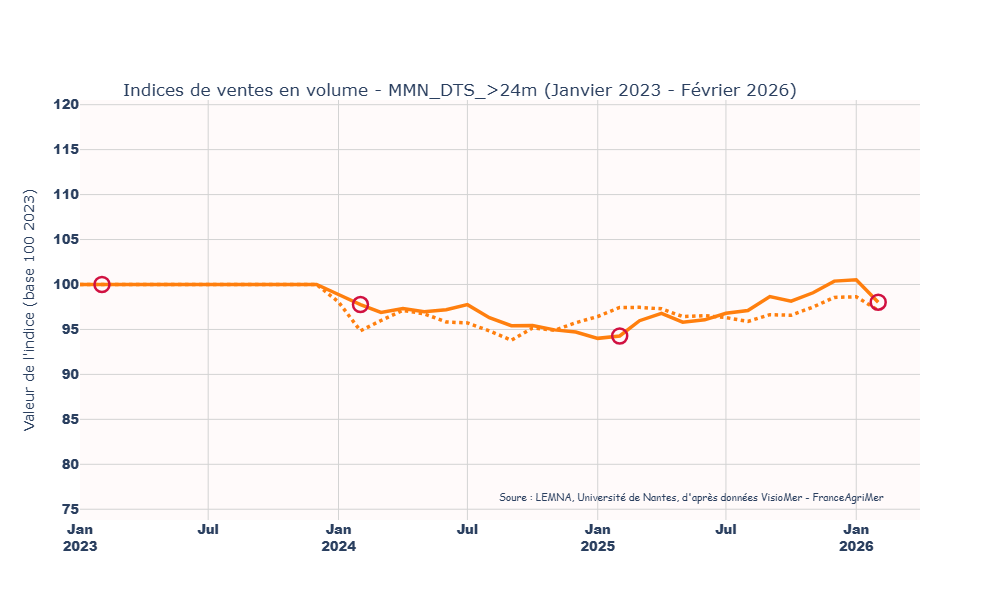 Indices de ventes en volume - MMN_DTS_>24m (Janvier 2023 - Février 2026)
Valeur de l'indice (base 100 2023)
120
115
110
105
100
95
90
85
80
75
Soure : LEMNA, Université de Nantes, d'après données VisioMer - FranceAgriMer
Jan Jul Jan Jul Jan Jul Jan
2023 2024 2025 2026